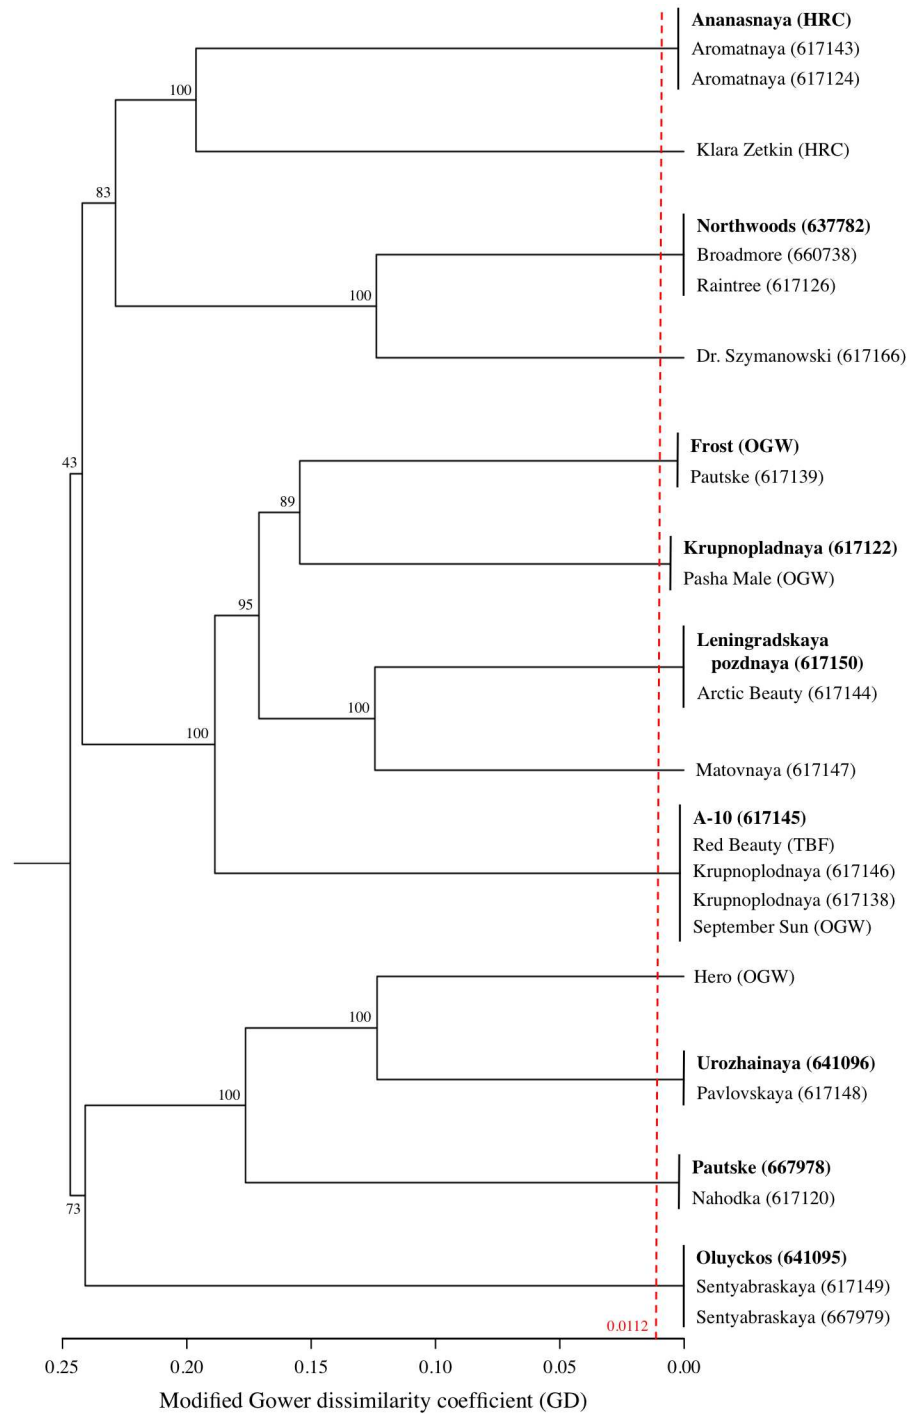 Ananasnaya (HRC)
Aromatnaya (617143)
Aromatnaya (617124)
100
Klara Zetkin (HRC)
83
Northwoods (637782)
Broadmore (660738)
Raintree (617126)
100
Dr. Szymanowski (617166)
Frost (OGW)
43
Pautske (617139)
89
Krupnopladnaya (617122)
Pasha Male (OGW)
95
Leningradskaya
pozdnaya (617150)
Arctic Beauty (617144)
100
100
Matovnaya (617147)
A-10 (617145)
Red Beauty (TBF)
Krupnoplodnaya (617146)
Krupnoplodnaya (617138)
September Sun (OGW)
Hero (OGW)
100
Urozhainaya (641096)
Pavlovskaya (617148)
100
Pautske (667978)
Nahodka (617120)
73
Oluyckos (641095)
Sentyabraskaya (617149)
Sentyabraskaya (667979)
0.0112
0.25 0.20 0.15 0.10 0.05 0.00
Modified Gower dissimilarity coefficient (GD)